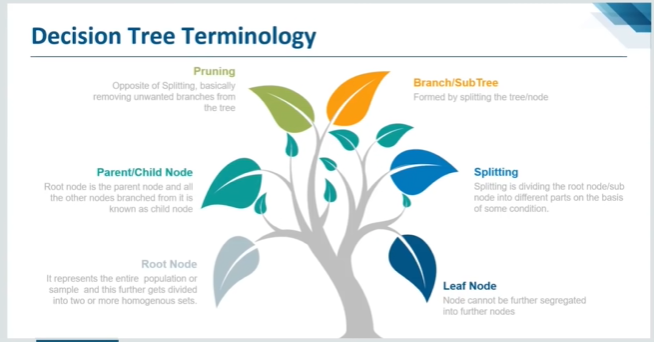 Decision Tree Terminology
Pruning
Opposite of Splitting, basically
removing unwanted branches from
the tree
Branch/SubTree
Formed by splitting the tree/node
Parent/Child Node
Root node is the parent node and all
the other nodes branched from it is
known as child node
Splitting
Splitting is dividing the root node/sub
node into different parts on the basis
of some condition.
Root Node
It represents the entire population or
sample and this further gets divided
into two or more homogenous sets.
Leaf Node
Node cannot be further segregated
into further nodes